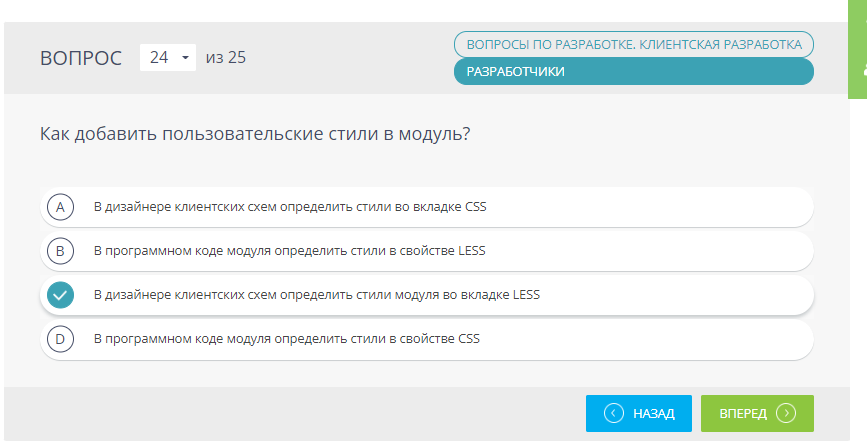 ВОПРОС 24 из 25
ВОПРОСЫ ПО РАЗРАБОТКЕ. КЛИЕНТСКАЯ РАЗРАБОТКА
РАЗРАБОТЧИКИ
Как добавить пользовательские стили в модуль?
A В дизайнере клиентских схем определить стили во вкладке CSS
B В программном коде модуля определить стили в свойстве LESS
В дизайнере клиентских схем определить стили модуля во вкладке LESS
D В программном коде модуля определить стили в свойстве CSS
НАЗАД
ВПЕРЕД